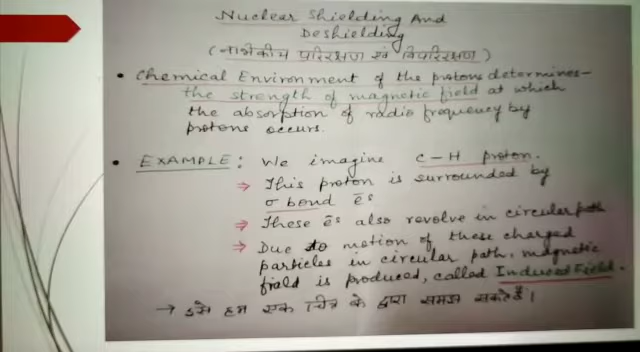 Nuclear Shielding And
Deshielding
(नाभिकीय परिरक्षण एवं विपरिरक्षण)
• Chemical Environment of the protons determines-
the strength of magnetic field at which
the absorption of radio frequency by
protons occurs.
• EXAMPLE: We imagine C-H proton.
⇒ This proton is surrounded by
σ bond ēs
⇒ These ēs also revolve in circular path
⇒ Due to motion of these charged
particles in circular path, magnetic
field is produced, called Induced Field.
→ इसे हम एक चित्र के द्वारा समझ सकते हैं।